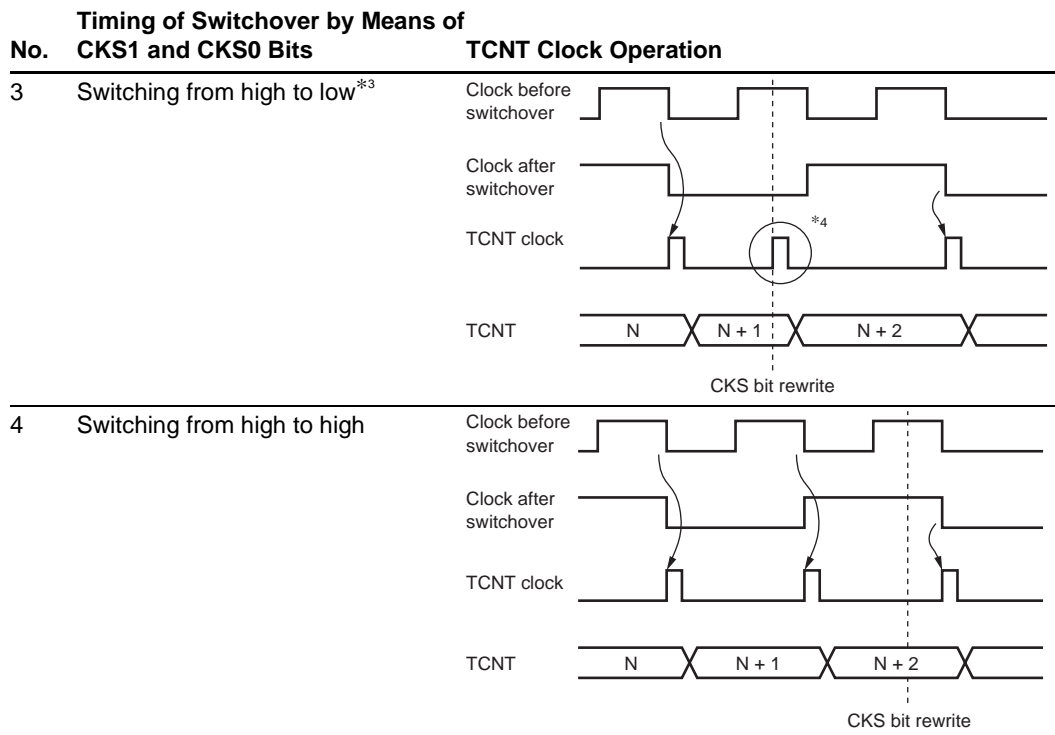 Timing of Switchover by Means of
No. CKS1 and CKS0 Bits TCNT Clock Operation
3 Switching from high to low*3
Clock before
switchover
Clock after
switchover
*4
TCNT clock
TCNT N N + 1 N + 2
CKS bit rewrite
4 Switching from high to high
Clock before
switchover
Clock after
switchover
TCNT clock
TCNT N N + 1 N + 2
CKS bit rewrite